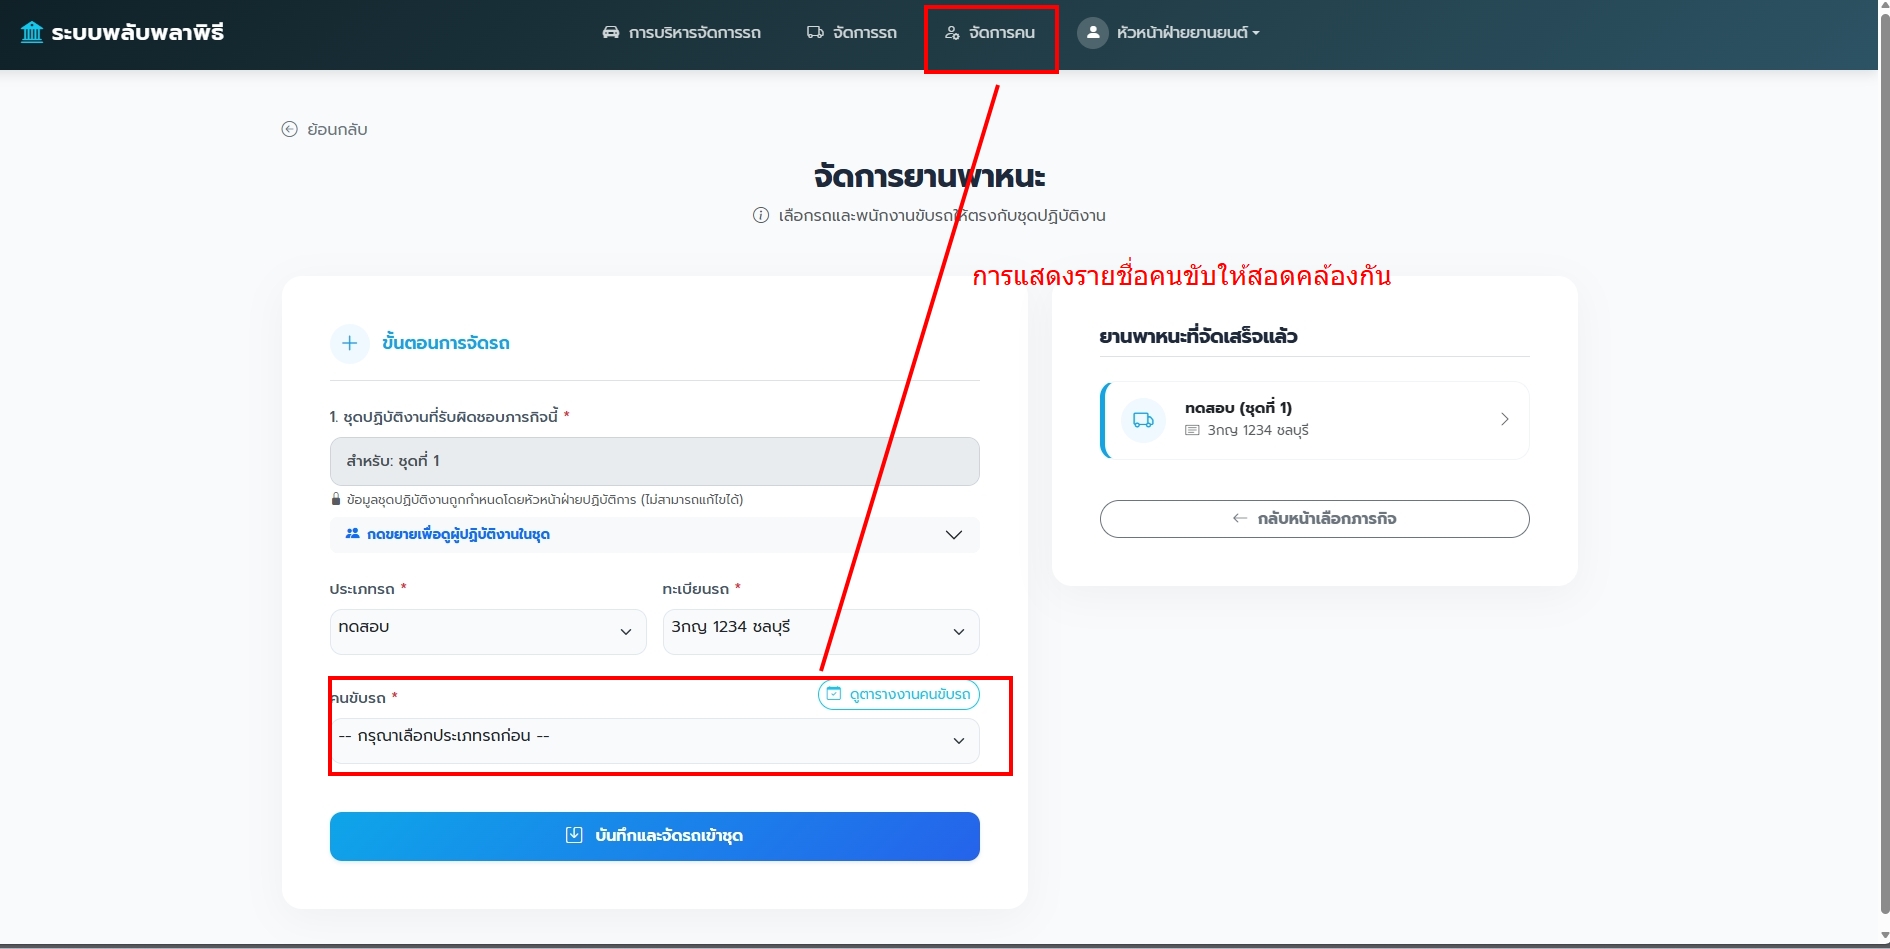 ระบบพลับพลาพิธี
การบริหารจัดการรถ
จัดการรถ
จัดการคน
หัวหน้าฝ่ายยานยนต์
ย้อนกลับ
จัดการยานพาหนะ
เลือกรถและพนักงานขับรถให้ตรงกับชุดปฏิบัติงาน
การแสดงรายชื่อคนขับให้สอดคล้องกัน
ขั้นตอนการจัดรถ
1. ชุดปฏิบัติงานที่รับผิดชอบภารกิจนี้ *
สำหรับ: ชุดที่ 1
ข้อมูลชุดปฏิบัติงานถูกกำหนดโดยหัวหน้าฝ่ายปฏิบัติการ (ไม่สามารถแก้ไขได้)
กดขยายเพื่อดูผู้ปฏิบัติงานในชุด
ประเภทรถ *
ทะเบียนรถ *
ทดสอบ
3กญ 1234 ชลบุรี
คนขับรถ *
ดูตารางงานคนขับรถ
-- กรุณาเลือกประเภทรถก่อน --
บันทึกและจัดรถเข้าชุด
ยานพาหนะที่จัดเสร็จแล้ว
ทดสอบ (ชุดที่ 1)
3กญ 1234 ชลบุรี
กลับหน้าเลือกภารกิจ